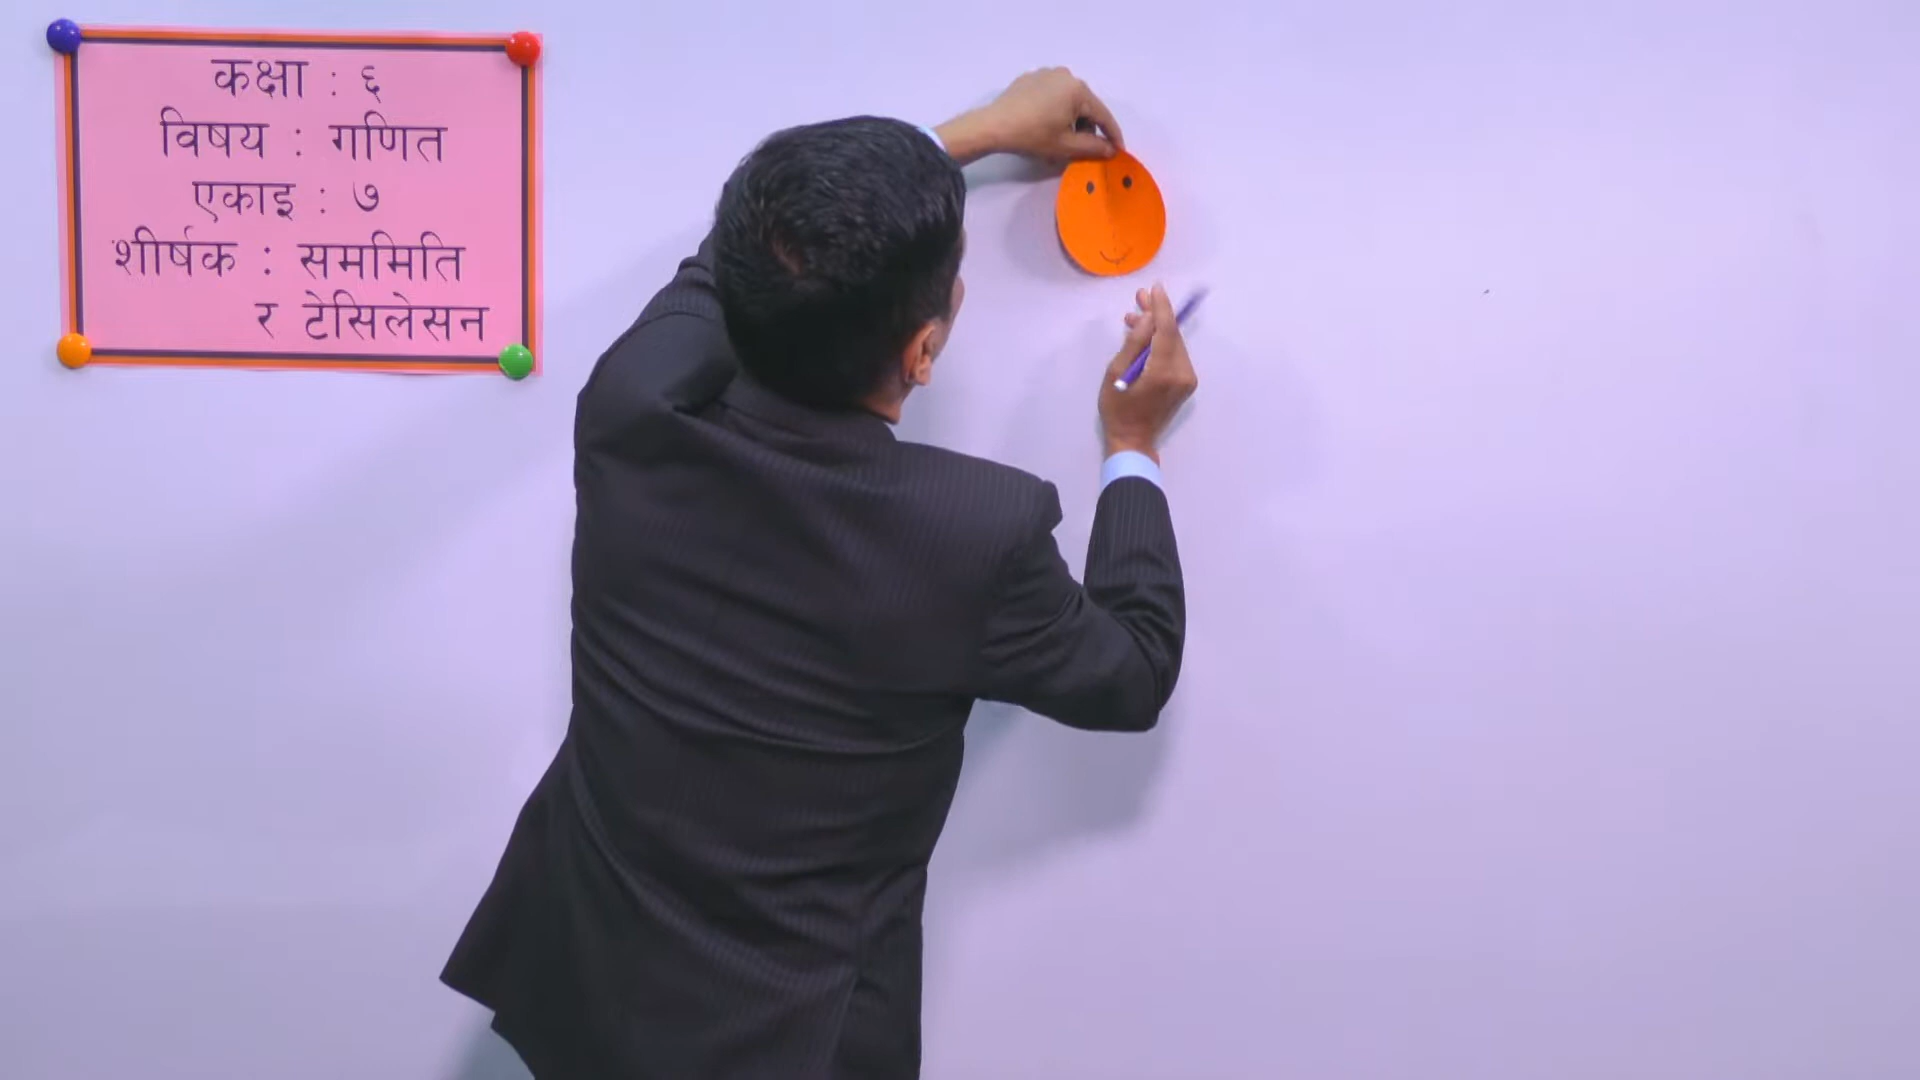 कक्षा : ६
विषय : गणित
एकाइ : ७
शीर्षक : सममिति
र टेसिलेसन